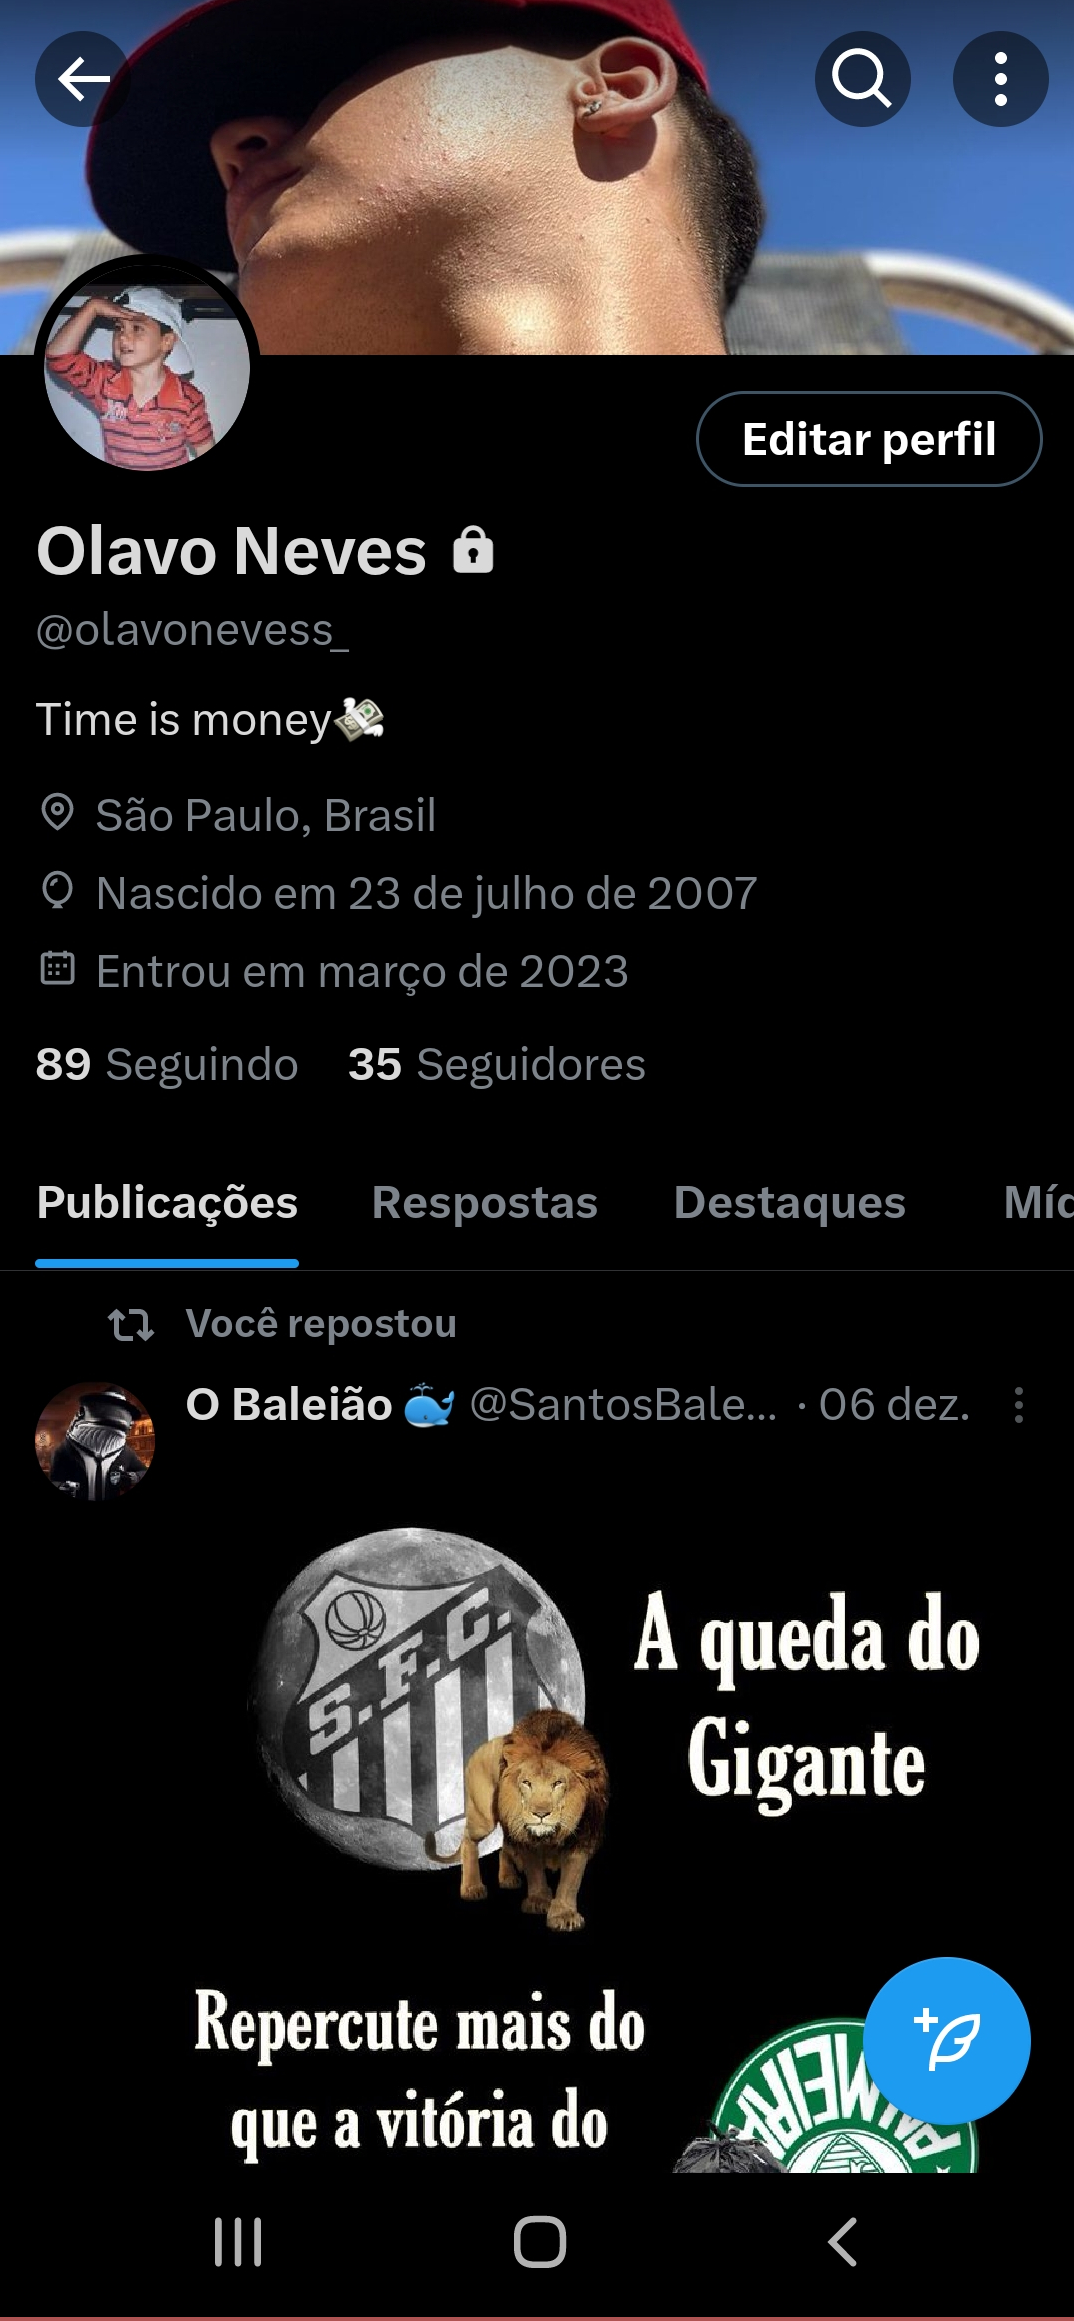 Editar perfil
Olavo Neves
@olavonevess_
Time is money💸
São Paulo, Brasil
Nascido em 23 de julho de 2007
Entrou em março de 2023
89 Seguindo 35 Seguidores
Publicações Respostas Destaques Míd
Você repostou
O Baleião 🐳 @SantosBale... · 06 dez.
S.F.C.
A queda do
Gigante
Repercute mais do
que a vitória do
PALMEIRA